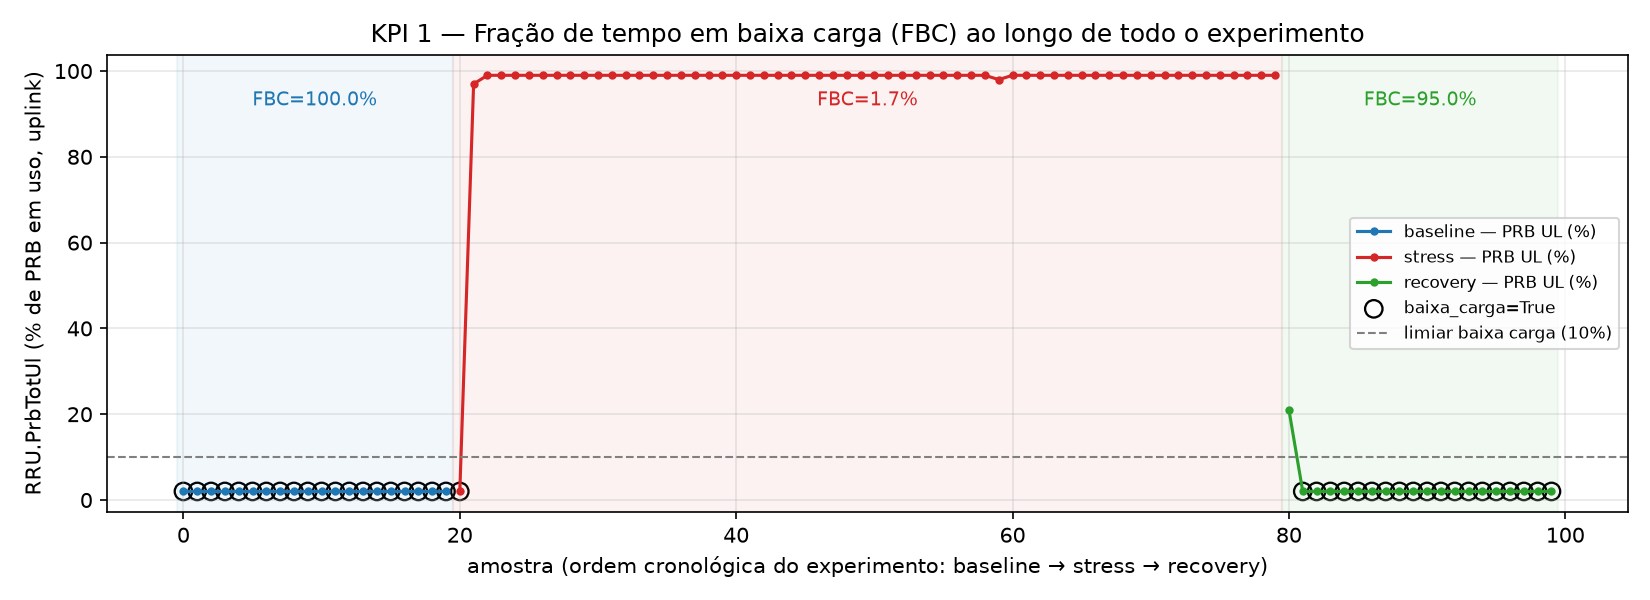 KPI 1 — Fração de tempo em baixa carga (FBC) ao longo de todo o experimento
RRU.PrbTotUl (% de PRB em uso, uplink)
100
80
60
40
20
0
FBC=100.0%
FBC=1.7%
FBC=95.0%
baseline — PRB UL (%)
stress — PRB UL (%)
recovery — PRB UL (%)
baixa_carga=True
limiar baixa carga (10%)
0
20
40
60
80
100
amostra (ordem cronológica do experimento: baseline → stress → recovery)